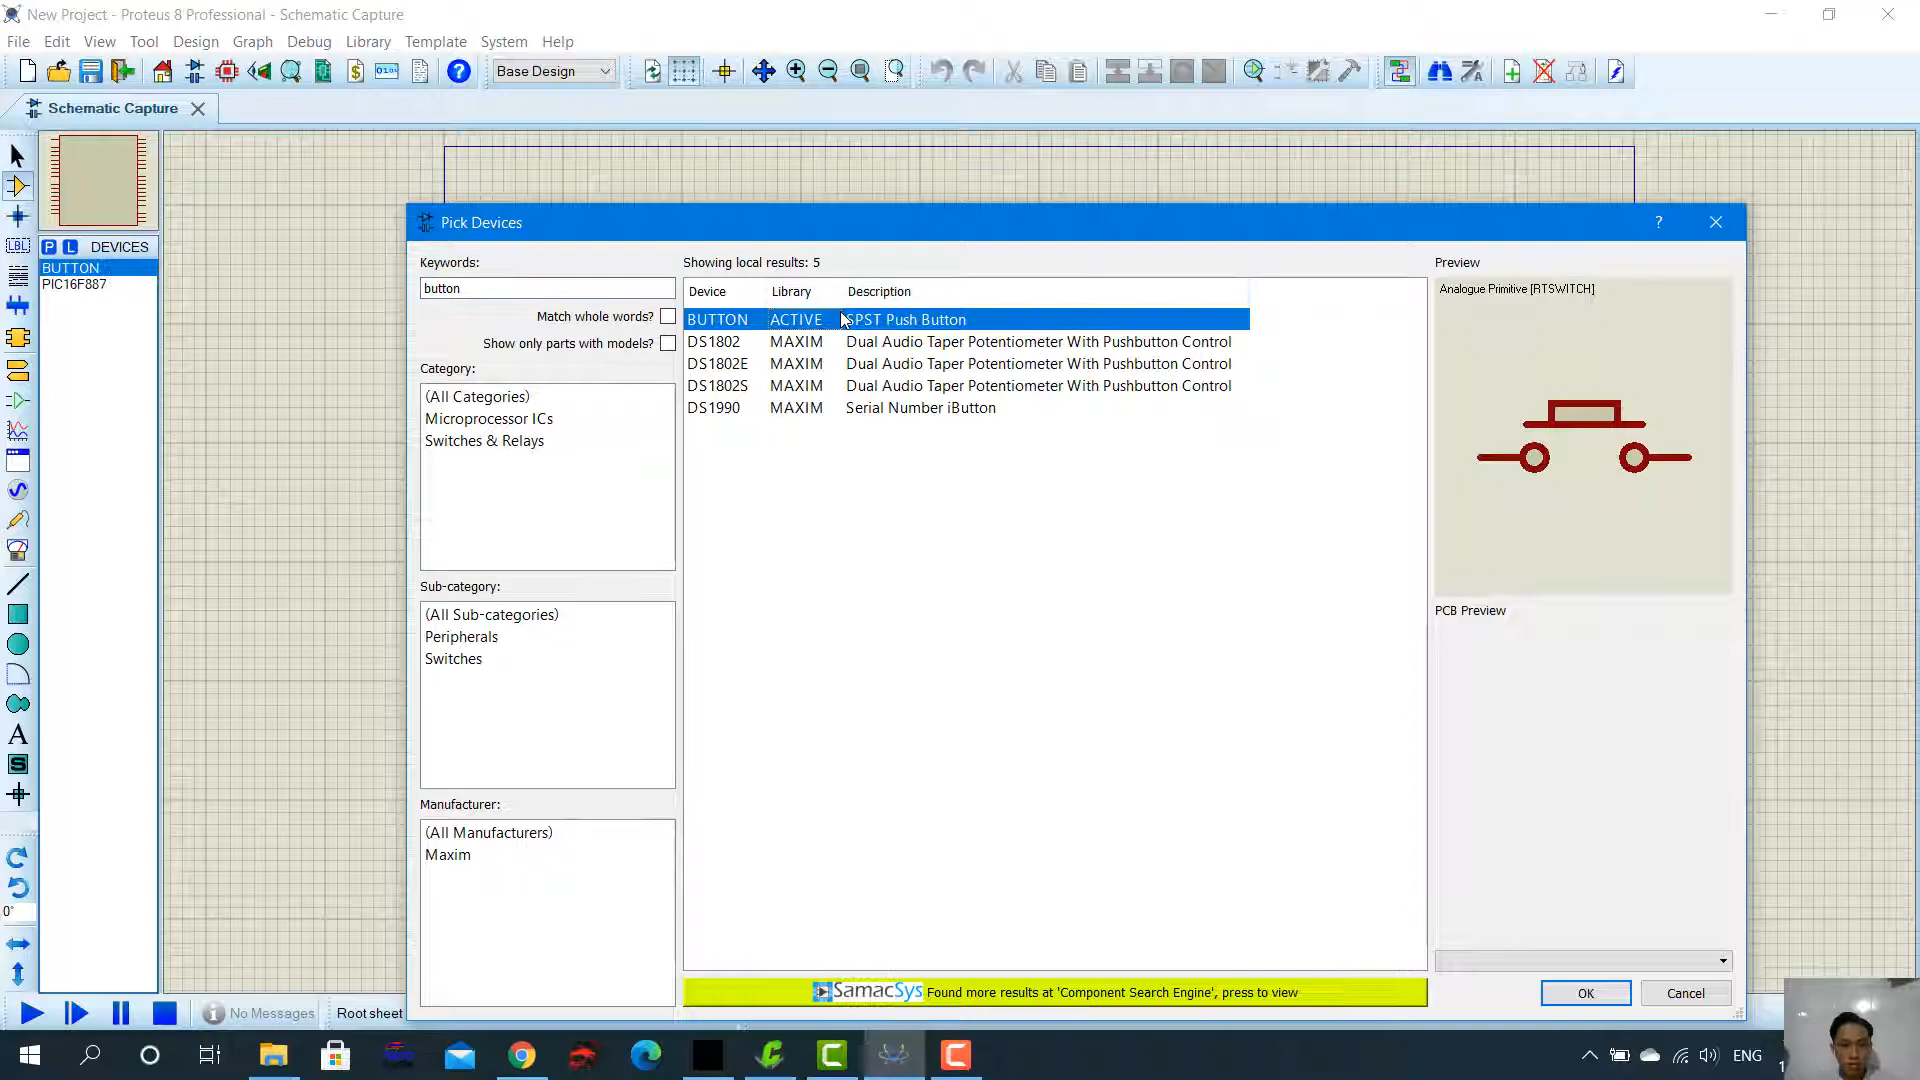 New Project - Proteus 8 Professional - Schematic Capture
File Edit View Tool Design Graph Debug Library Template System Help
Base Design
Schematic Capture
P L DEVICES
BUTTON
PIC16F887
LBL
A
S
0°
Pick Devices
?
Keywords:
button
Match whole words?
Show only parts with models?
Category:
(All Categories)
Microprocessor ICs
Switches & Relays
Sub-category:
(All Sub-categories)
Peripherals
Switches
Manufacturer:
(All Manufacturers)
Maxim
Showing local results: 5
Device Library Description
BUTTON ACTIVE SPST Push Button
DS1802 MAXIM Dual Audio Taper Potentiometer With Pushbutton Control
DS1802E MAXIM Dual Audio Taper Potentiometer With Pushbutton Control
DS1802S MAXIM Dual Audio Taper Potentiometer With Pushbutton Control
DS1990 MAXIM Serial Number iButton
SamacSys Found more results at 'Component Search Engine', press to view
Preview
Analogue Primitive [RTSWITCH]
PCB Preview
OK Cancel
No Messages Root sheet
ENG